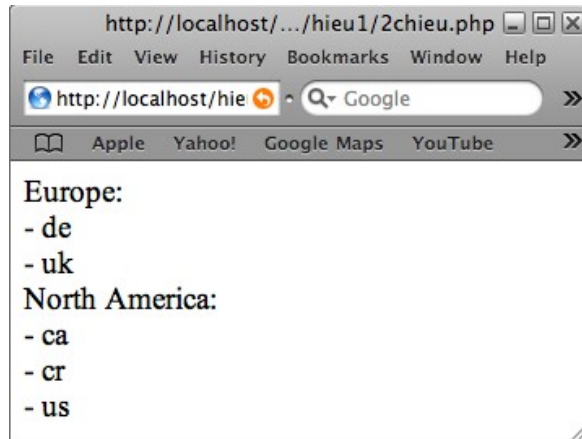 http://localhost/.../hieu1/2chieu.php
File Edit View History Bookmarks Window Help
http://localhost/hie Google
Apple Yahoo! Google Maps YouTube
Europe:
- de
- uk
North America:
- ca
- cr
- us